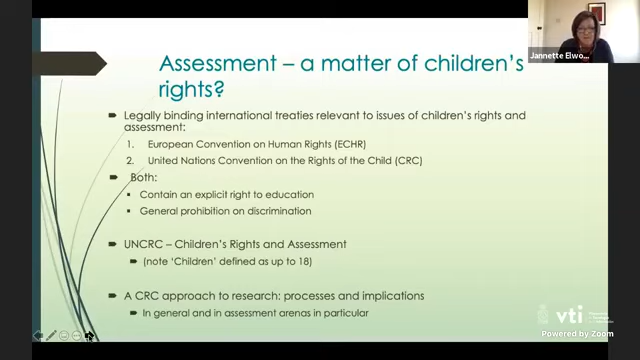 Jannette Elwo...
Assessment – a matter of children's
rights?
Legally binding international treaties relevant to issues of children's rights and
assessment:
1. European Convention on Human Rights (ECHR)
2. United Nations Convention on the Rights of the Child (CRC)
Both:
Contain an explicit right to education
General prohibition on discrimination
UNCRC – Children's Rights and Assessment
(note 'Children' defined as up to 18)
A CRC approach to research: processes and implications
In general and in assessment arenas in particular
vti
Powered by Zoom